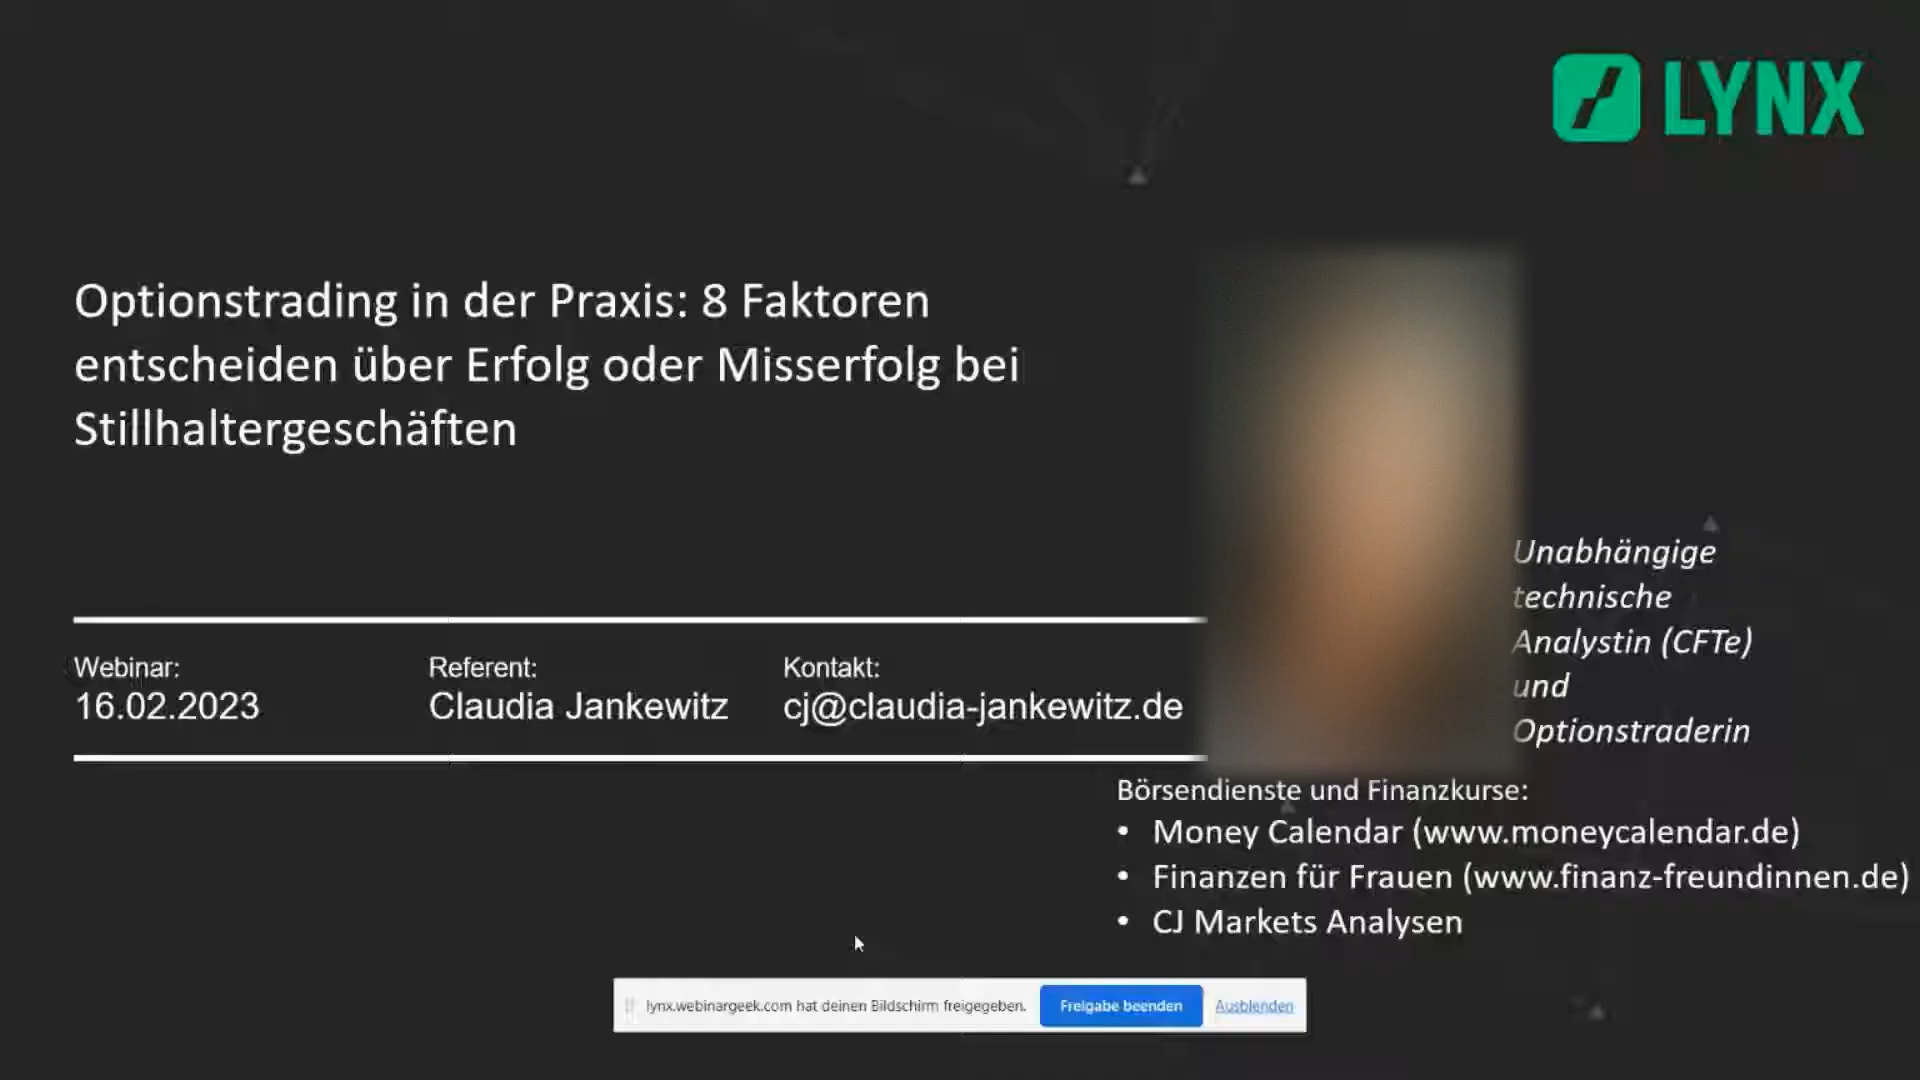 LYNX
Optionstrading in der Praxis: 8 Faktoren
entscheiden über Erfolg oder Misserfolg bei
Stillhaltergeschäften
Unabhängige
technische
Analystin (CFTe)
und
Optionstraderin
Webinar:
16.02.2023
Referent:
Claudia Jankewitz
Kontakt:
cj@claudia-jankewitz.de
Börsendienste und Finanzkurse:
• Money Calendar (www.moneycalendar.de)
• Finanzen für Frauen (www.finanz-freundinnen.de)
• CJ Markets Analysen
lynx.webinargeek.com hat deinen Bildschirm freigegeben.
Freigabe beenden
Ausblenden